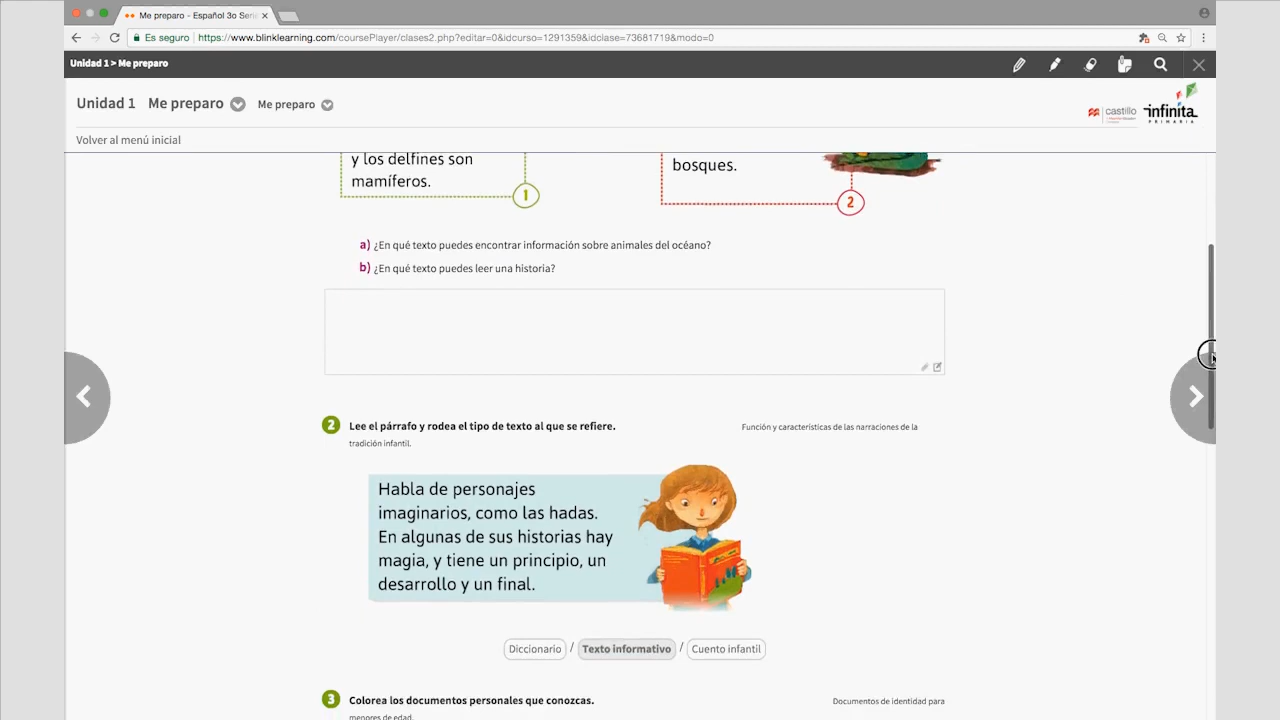 Me preparo - Español 3o Serie
Es seguro
https://www.blinklearning.com/coursePlayer/clases2.php?editar=0&idcurso=1291359&idclase=73681719&modo=0
Unidad 1 > Me preparo
Unidad 1 Me preparo Me preparo
castillo
infinita
PRIMARIA
Volver al menú inicial
y los delfines son
mamíferos.
1
bosques.
2
a) ¿En qué texto puedes encontrar información sobre animales del océano?
b) ¿En qué texto puedes leer una historia?
2 Lee el párrafo y rodea el tipo de texto al que se refiere. Función y características de las narraciones de la
tradición infantil.
Habla de personajes
imaginarios, como las hadas.
En algunas de sus historias hay
magia, y tiene un principio, un
desarrollo y un final.
Diccionario / Texto informativo / Cuento infantil
3 Colorea los documentos personales que conozcas. Documentos de identidad para
menores de edad.